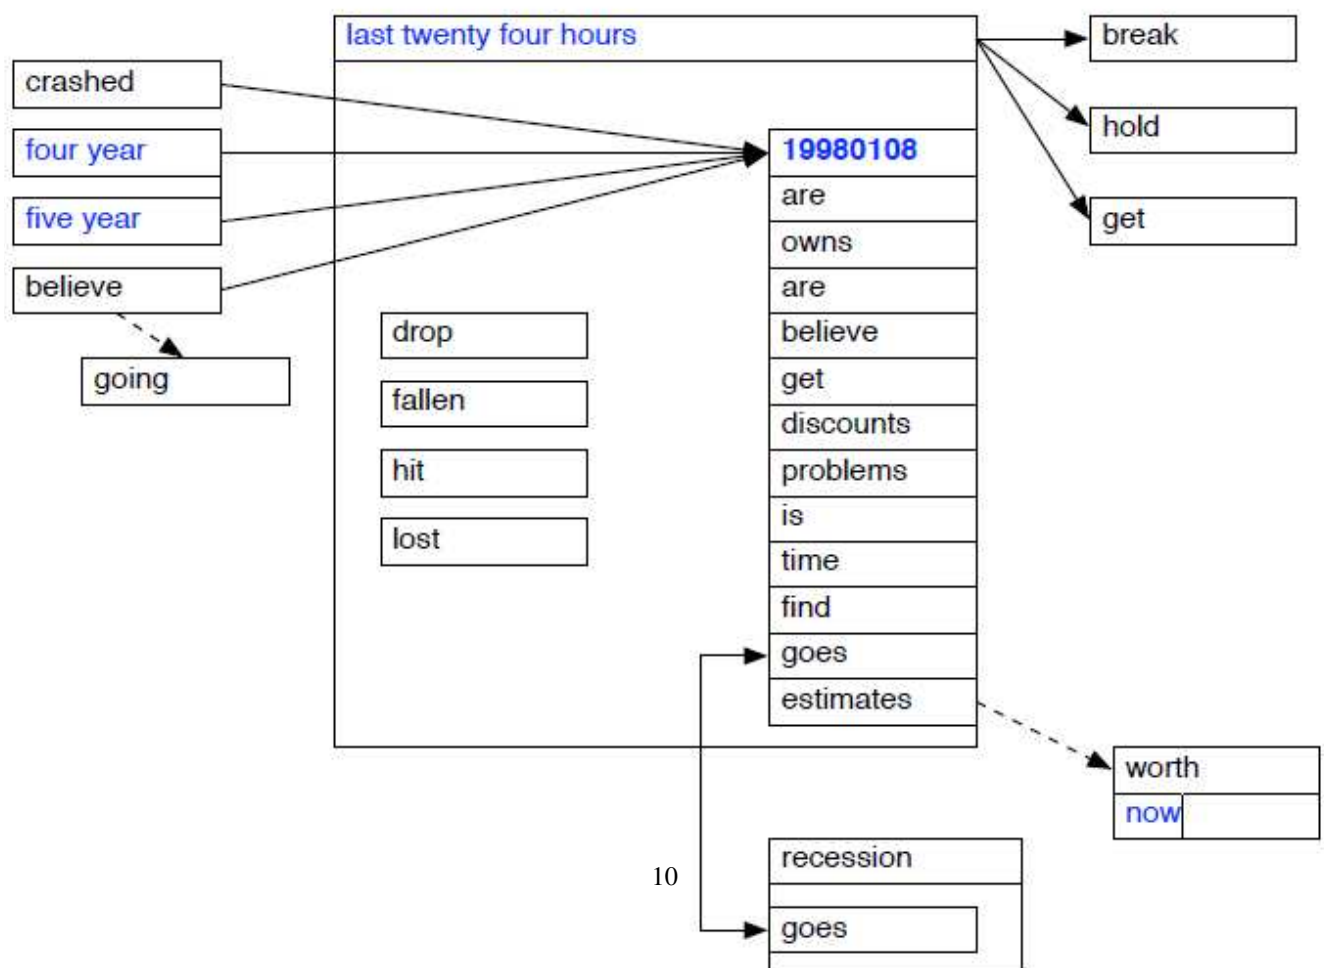 last twenty four hours
break
crashed
hold
four year
19980108
are
five year
get
owns
believe
are
drop
believe
going
get
fallen
discounts
hit
problems
is
lost
time
find
goes
estimates
worth
now
recession
10
goes